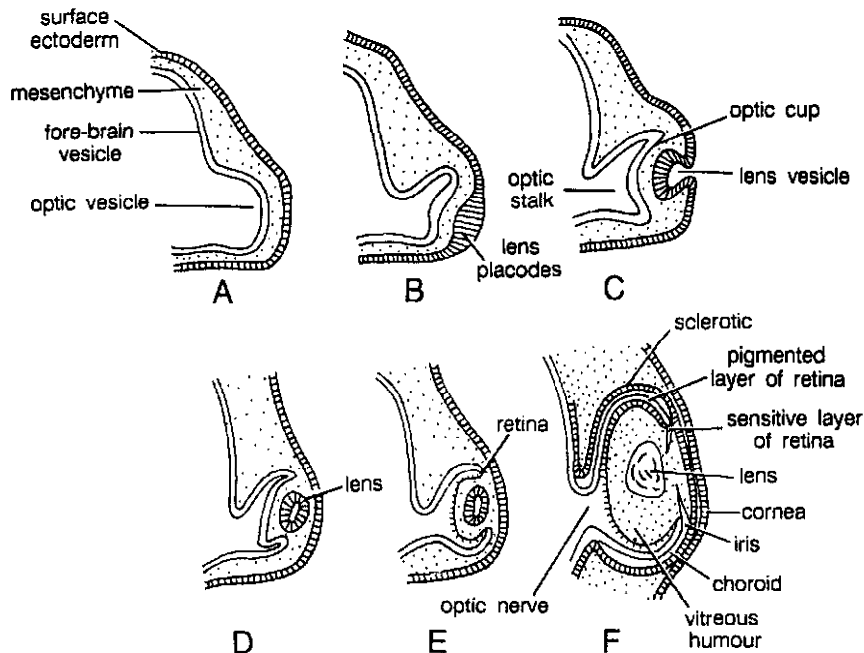 surface
ectoderm
mesenchyme
fore-brain
vesicle
optic vesicle
A
B
lens
placodes
optic cup
lens vesicle
optic
stalk
C
lens
D
retina
optic nerve
E
sclerotic
pigmented
layer of retina
sensitive layer
of retina
lens
cornea
iris
choroid
vitreous
humour
F